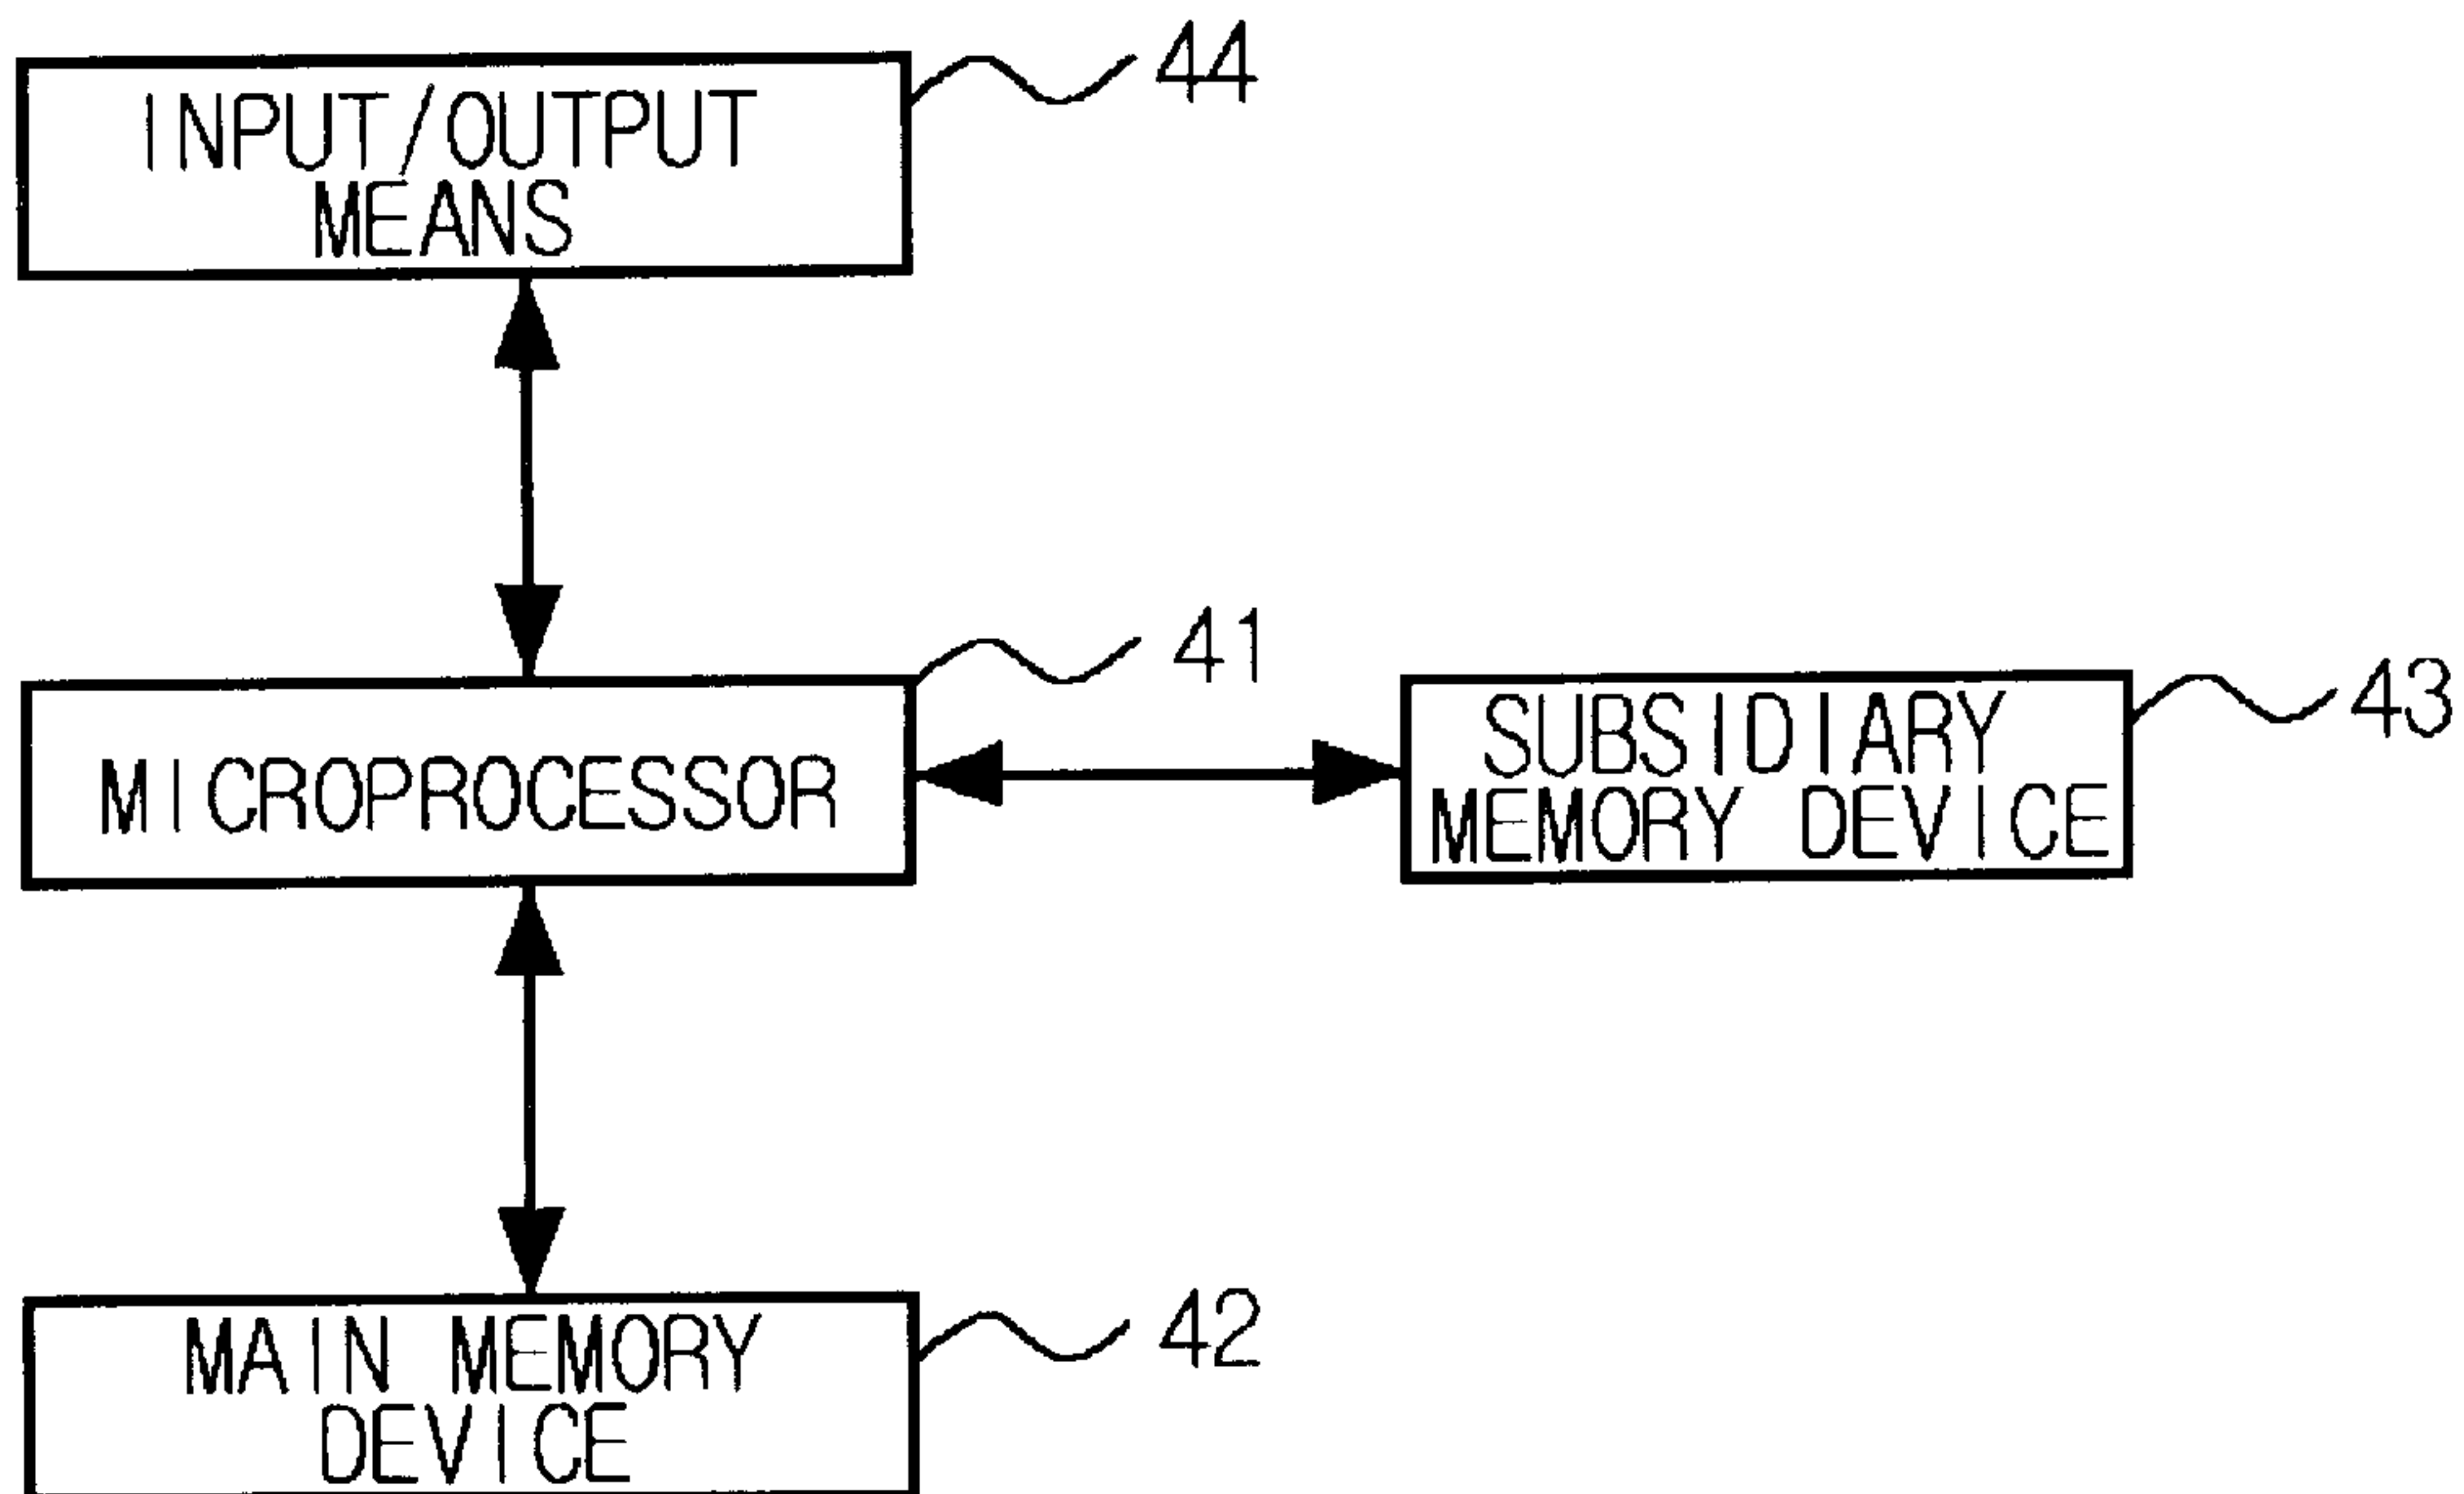 INPUT/OUTPUT
MEANS
44
MICROPROCESSOR
41
SUBSIDIARY
MEMORY DEVICE
43
MAIN MEMORY
DEVICE
42